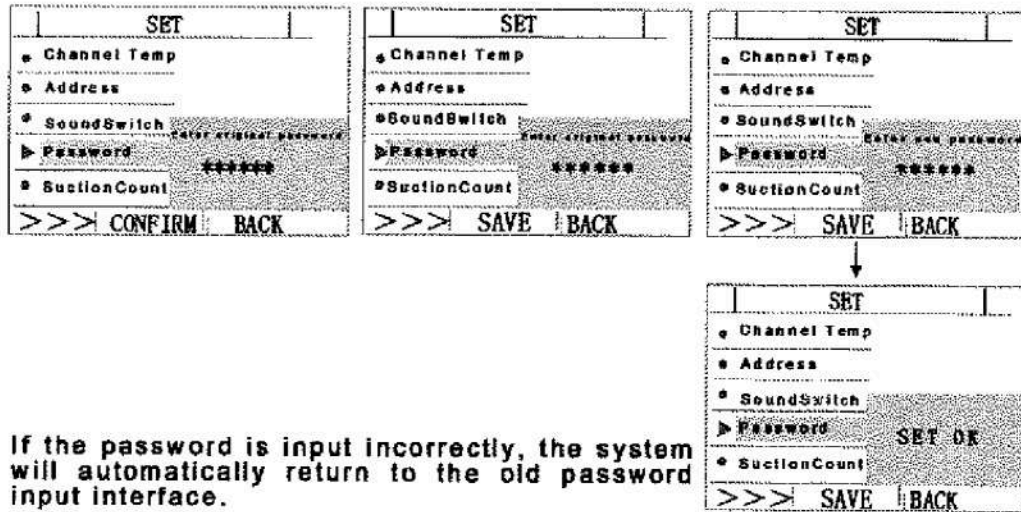 SET
Channel Temp
Address
SoundSwitch
Enter original password
Password
******
SuctionCount
>>> CONFIRM BACK
SET
Channel Temp
Address
SoundSwitch
Enter original password
Password
******
SuctionCount
>>> SAVE BACK
SET
Channel Temp
Address
SoundSwitch
Enter new password
Password
******
SuctionCount
>>> SAVE BACK
SET
Channel Temp
Address
SoundSwitch
Password
SET OK
SuctionCount
>>> SAVE BACK
If the password is input incorrectly, the system
will automatically return to the old password
input interface.